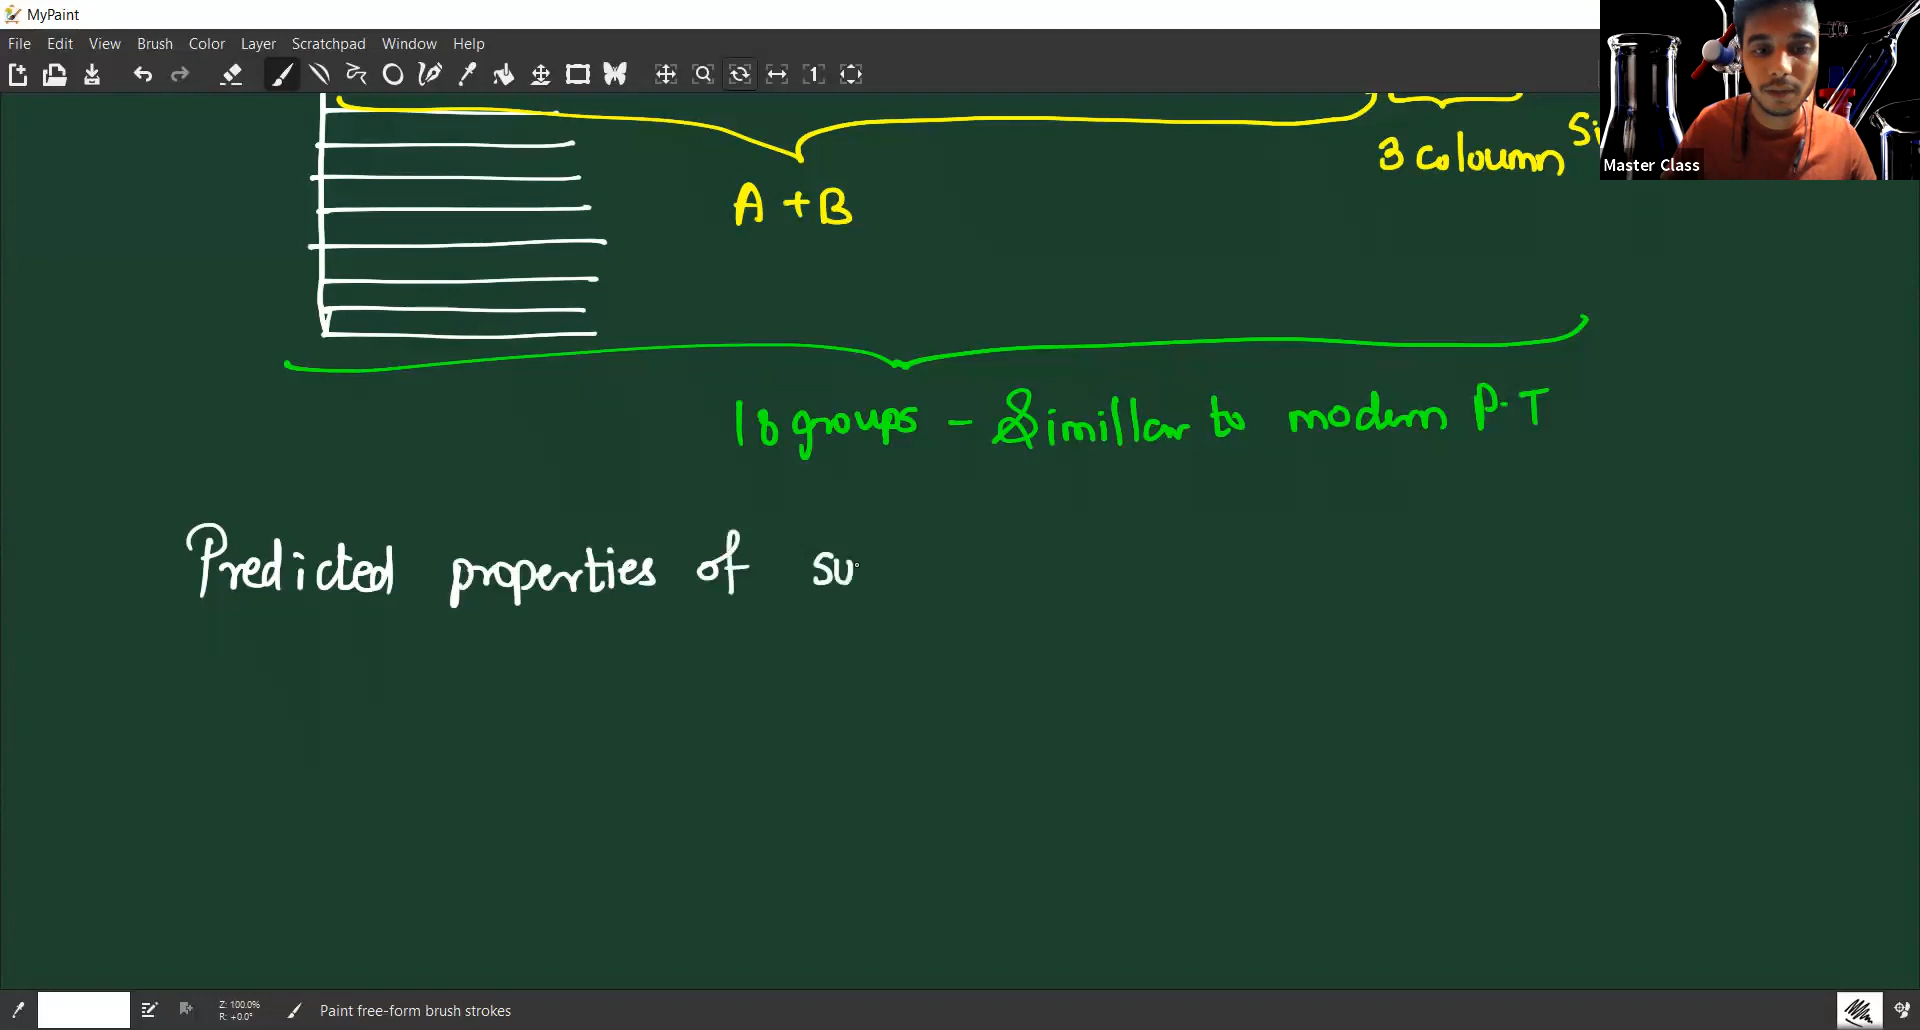 MyPaint
File Edit View Brush Color Layer Scratchpad Window Help
3 coloumn
Master Class
A + B
18 groups - Simillar to modern P.T
Predicted properties of su
Z: 100.0%
R: +0.0°
Paint free-form brush strokes